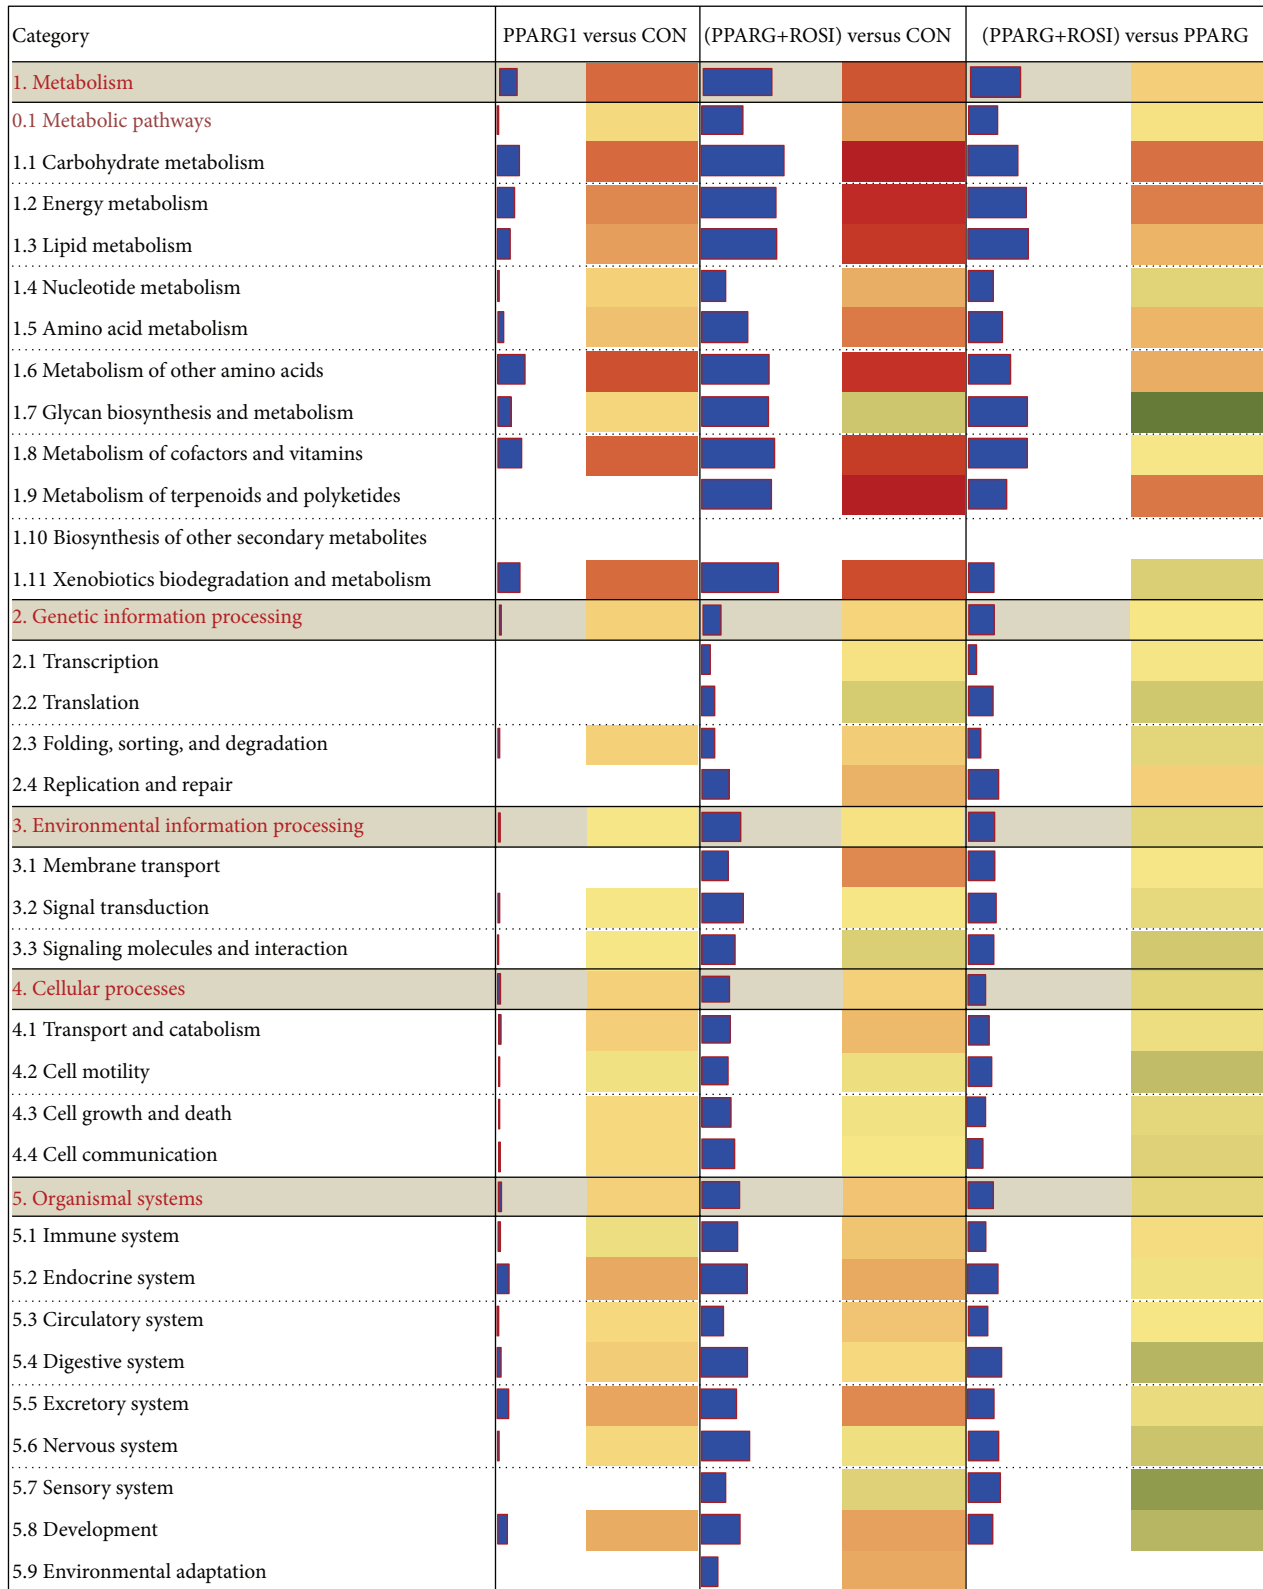 Category PPARG1 versus CON (PPARG+ROSI) versus CON (PPARG+ROSI) versus PPARG
1. Metabolism
0.1 Metabolic pathways
1.1 Carbohydrate metabolism
1.2 Energy metabolism
1.3 Lipid metabolism
1.4 Nucleotide metabolism
1.5 Amino acid metabolism
1.6 Metabolism of other amino acids
1.7 Glycan biosynthesis and metabolism
1.8 Metabolism of cofactors and vitamins
1.9 Metabolism of terpenoids and polyketides
1.10 Biosynthesis of other secondary metabolites
1.11 Xenobiotics biodegradation and metabolism
2. Genetic information processing
2.1 Transcription
2.2 Translation
2.3 Folding, sorting, and degradation
2.4 Replication and repair
3. Environmental information processing
3.1 Membrane transport
3.2 Signal transduction
3.3 Signaling molecules and interaction
4. Cellular processes
4.1 Transport and catabolism
4.2 Cell motility
4.3 Cell growth and death
4.4 Cell communication
5. Organismal systems
5.1 Immune system
5.2 Endocrine system
5.3 Circulatory system
5.4 Digestive system
5.5 Excretory system
5.6 Nervous system
5.7 Sensory system
5.8 Development
5.9 Environmental adaptation